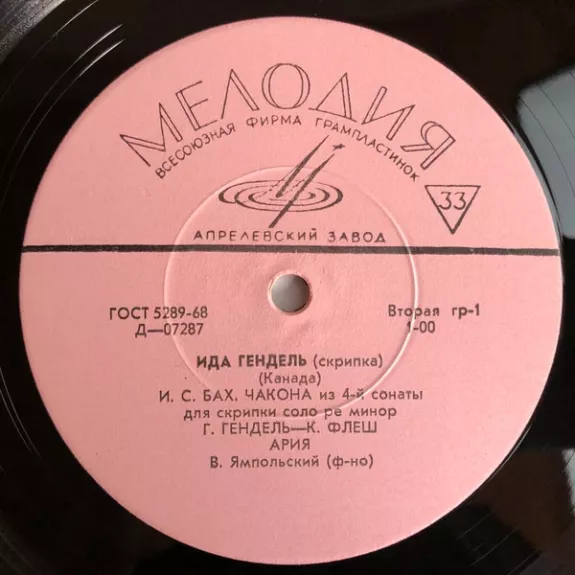 МЕЛОДИЯ
ВСЕСОЮЗНАЯ ФИРМА ГРАМПЛАСТИНОК
33
АПРЕЛЕВСКИЙ ЗАВОД
ГОСТ 5289-68
Вторая гр-1
Д—07287
1-00
ИДА ГЕНДЕЛЬ (скрипка)
(Канада)
И. С. БАХ. ЧАКОНА из 4-й сонаты
для скрипки соло ре минор
Г. ГЕНДЕЛЬ—К. ФЛЕШ
АРИЯ
В. Ямпольский (ф-но)